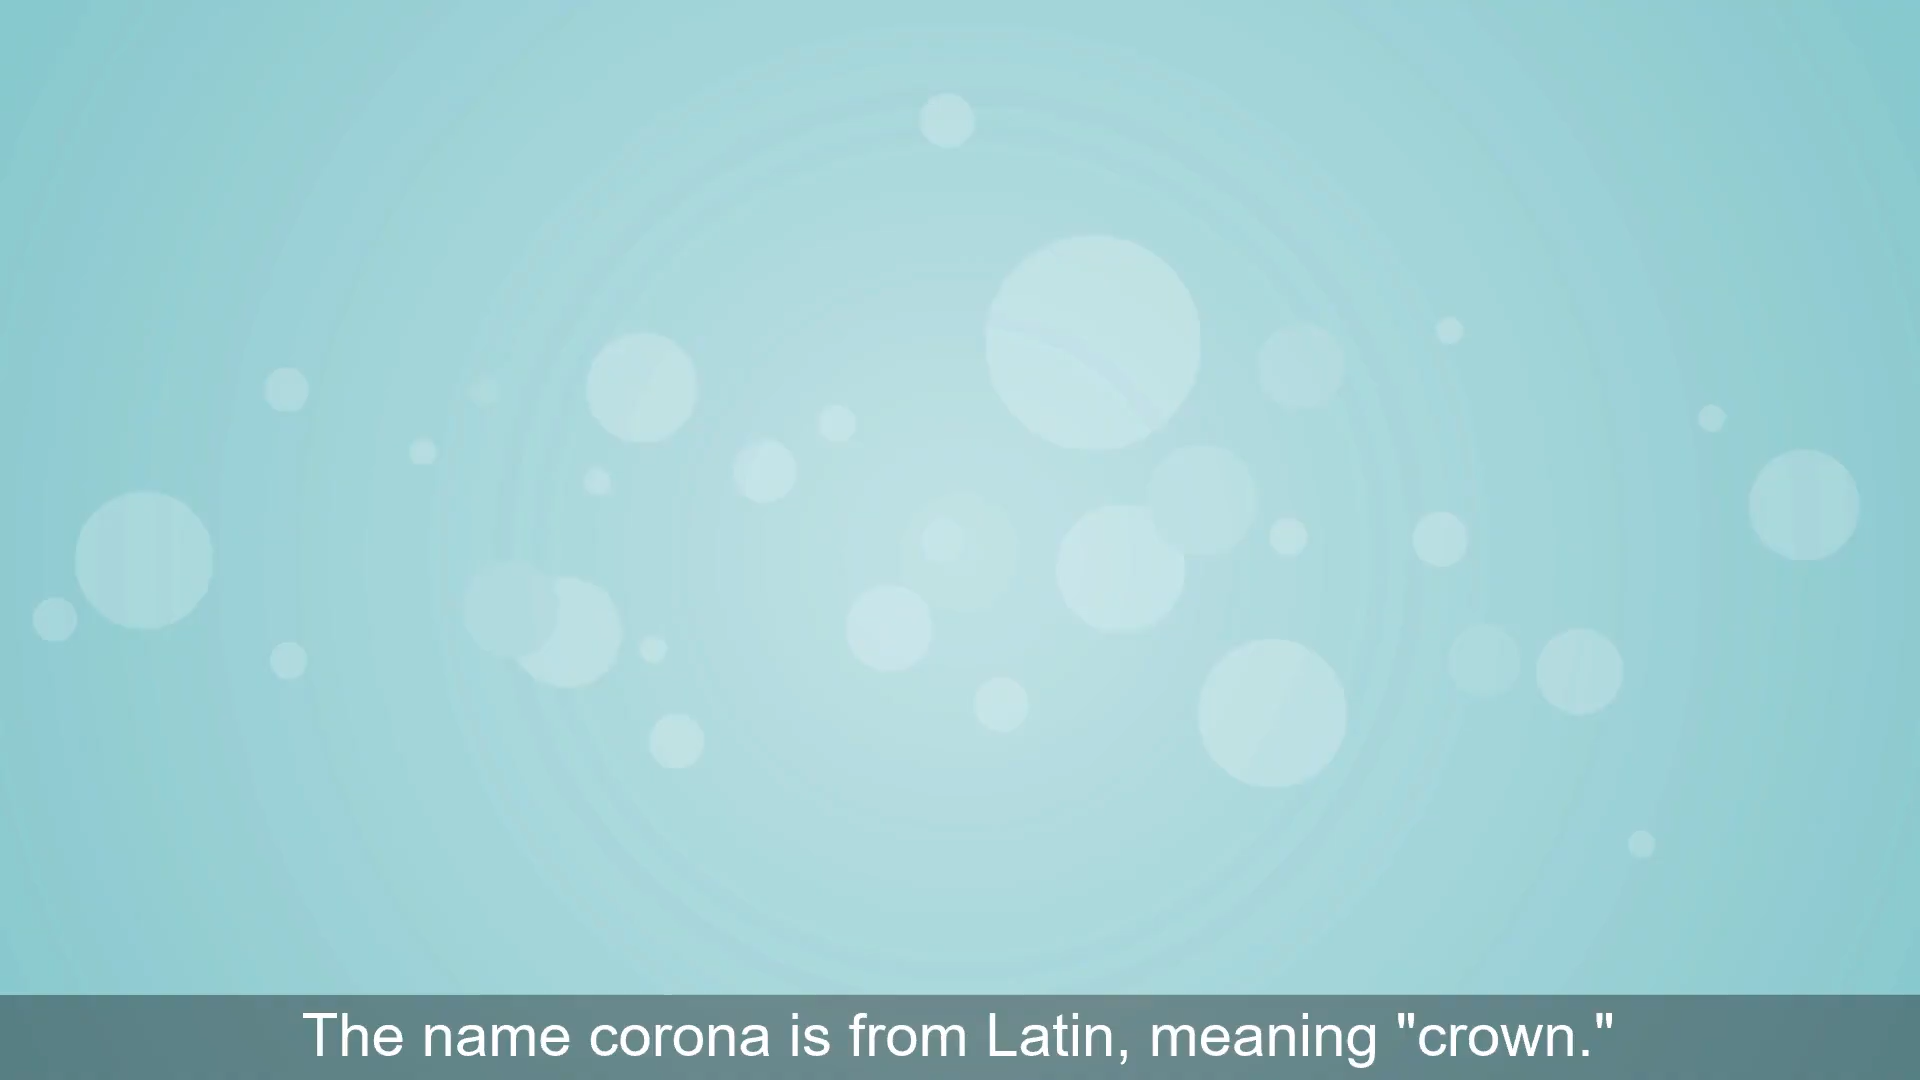 The name corona is from Latin, meaning "crown."